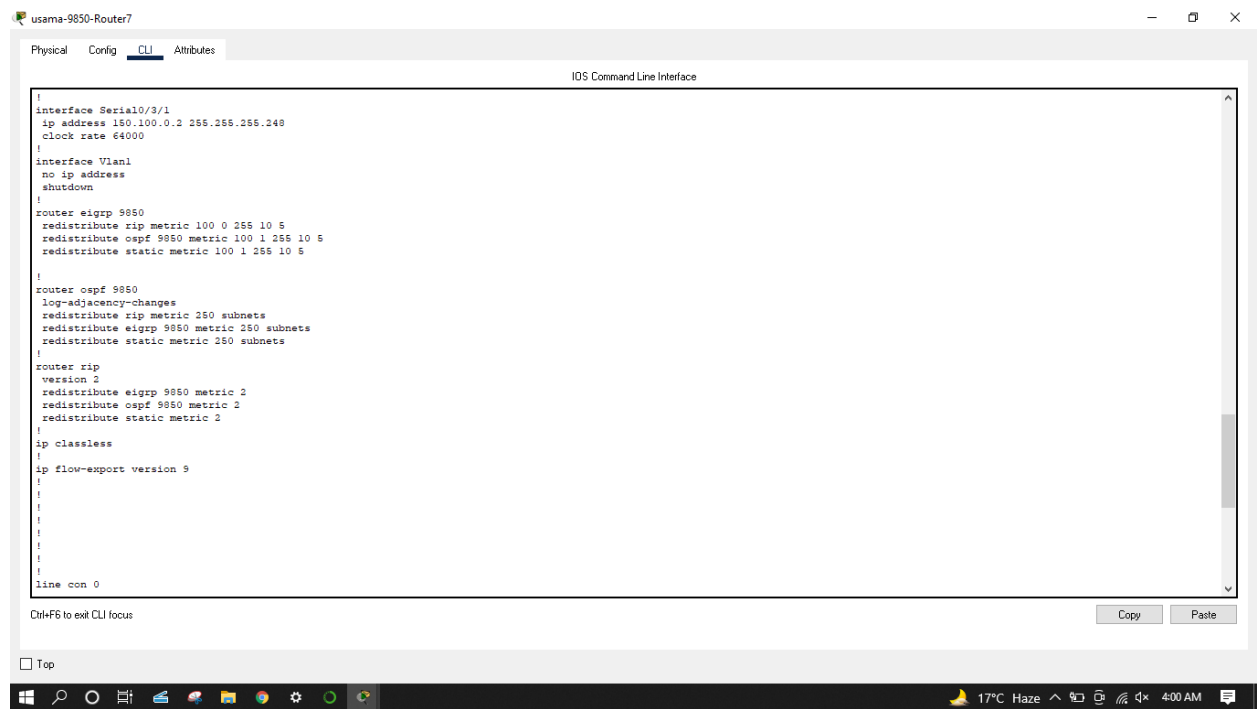 usama-9850-Router7
Physical Config CLI Attributes
IOS Command Line Interface
!
interface Serial0/3/1
ip address 150.100.0.2 255.255.255.248
clock rate 64000
!
interface Vlan1
no ip address
shutdown
!
router eigrp 9850
redistribute rip metric 100 0 255 10 5
redistribute ospf 9850 metric 100 1 255 10 5
redistribute static metric 100 1 255 10 5
!
router ospf 9850
log-adjacency-changes
redistribute rip metric 250 subnets
redistribute eigrp 9850 metric 250 subnets
redistribute static metric 250 subnets
!
router rip
version 2
redistribute eigrp 9850 metric 2
redistribute ospf 9850 metric 2
redistribute static metric 2
!
ip classless
!
ip flow-export version 9
!
!
!
!
!
!
!
!
line con 0
Ctrl+F6 to exit CLI focus
Copy Paste
Top
17°C Haze 4:00 AM